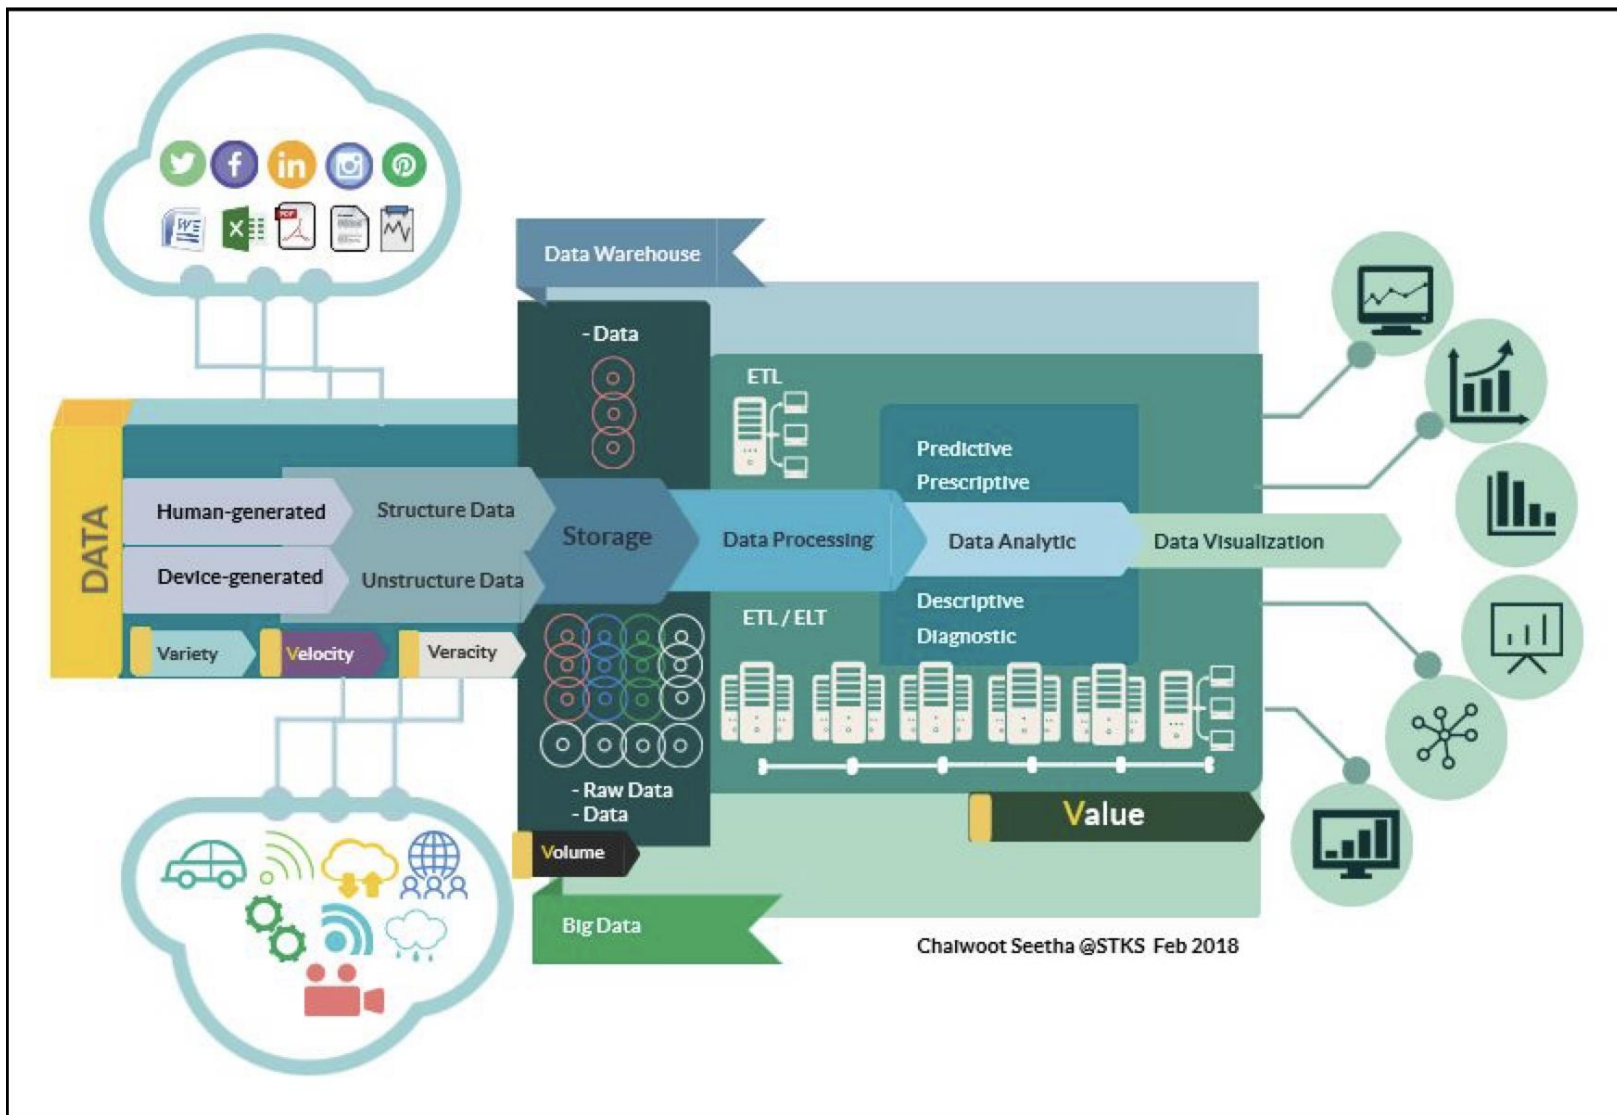 Data Warehouse
- Data
ETL
Predictive
Prescriptive
DATA
Human-generated
Structure Data
Device-generated
Unstructure Data
Storage
Data Processing
Data Analytic
Data Visualization
ETL / ELT
Descriptive
Diagnostic
Variety
Velocity
Veracity
- Raw Data
- Data
Volume
Value
Big Data
Chaiwoot Seetha @STKS Feb 2018
in
f
W
X
PDF